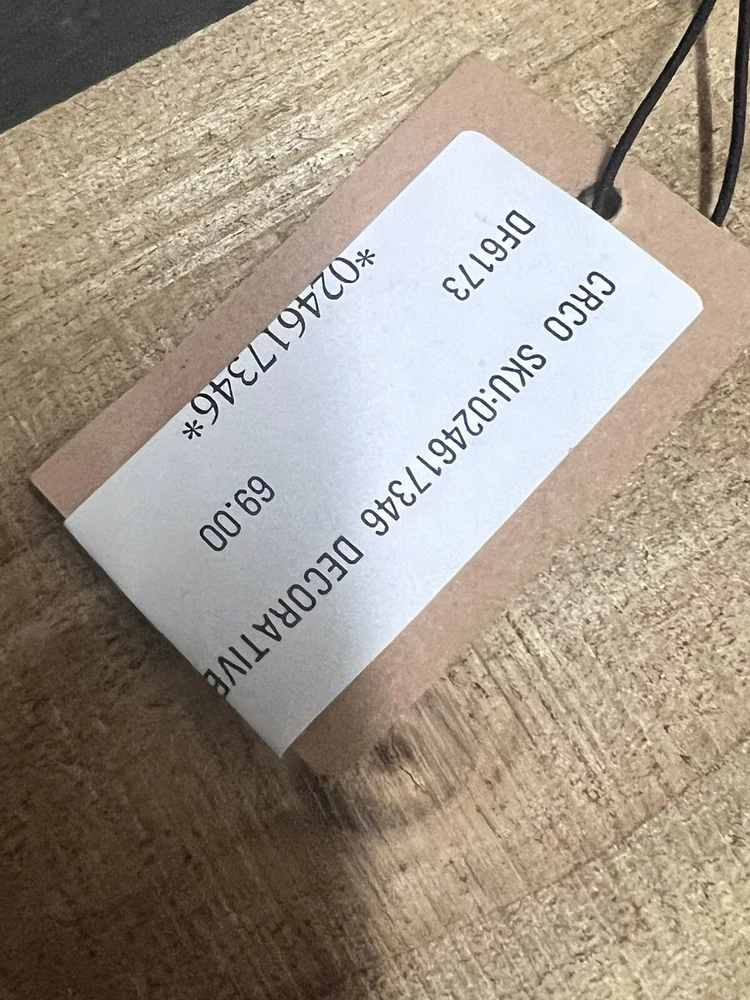 CRCO SKU:024617346 DECORATIVE
DF6173
69.00
*024617346*